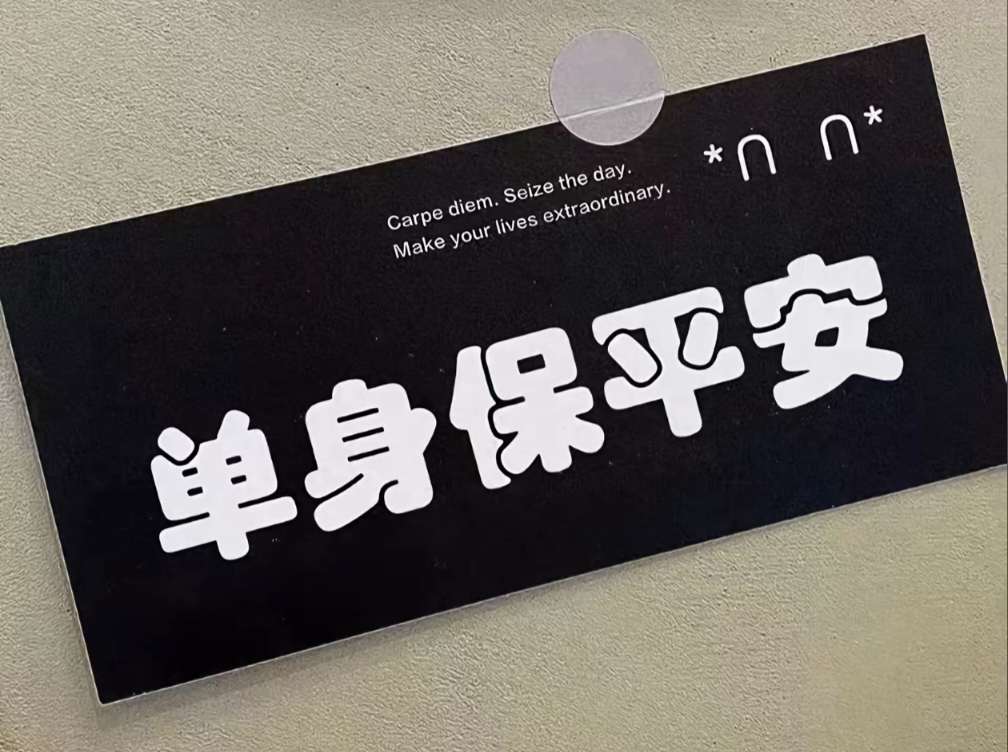 Carpe diem. Seize the day.
Make your lives extraordinary.
*∩ ∩*
单身保平安